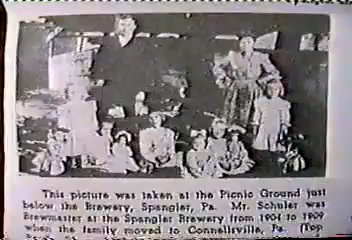 This picture was taken at the Picnic Ground just
below the Brewery, Spangler, Pa. Mr. Schuler was
Brewmaster at the Spangler Brewery from 1904 to 1909
when the family moved to Connellsville, Pa. (Top